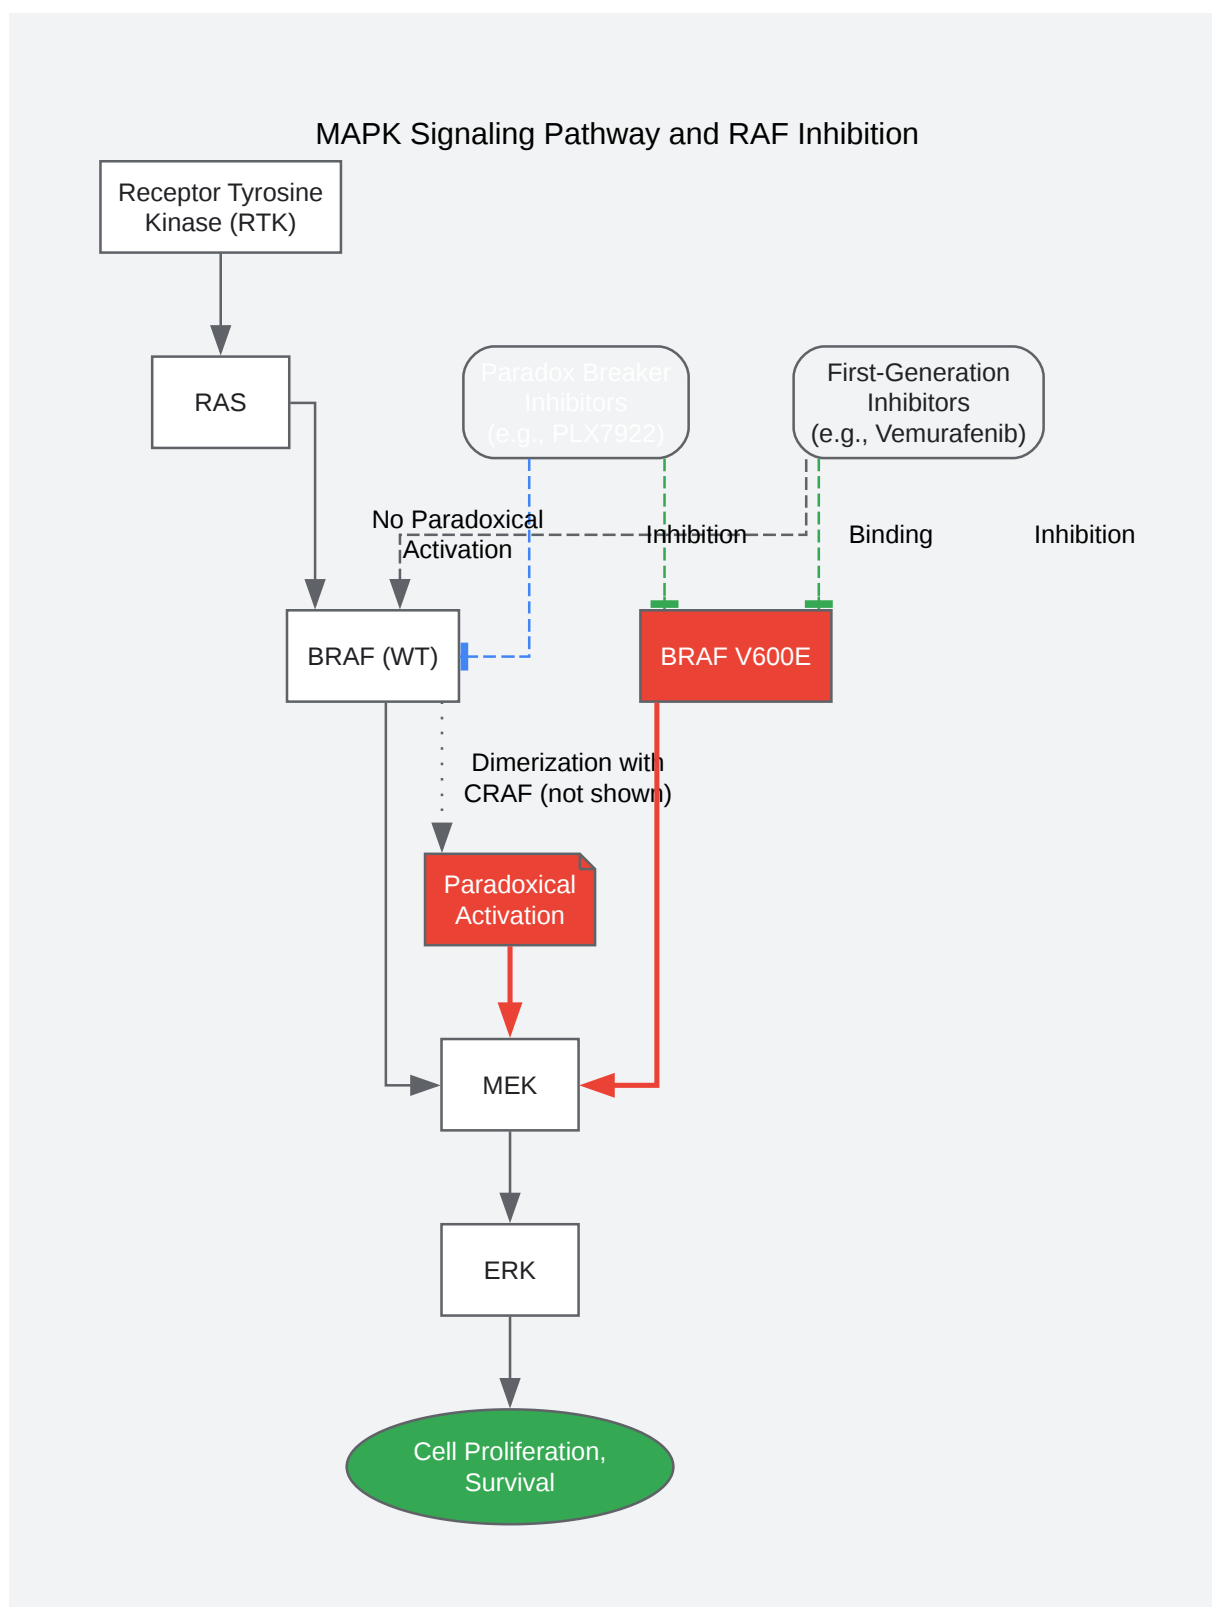 MAPK Signaling Pathway and RAF Inhibition
Receptor Tyrosine
Kinase (RTK)
RAS
Paradox Breaker
Inhibitors
(e.g., PLX7922)
First-Generation
Inhibitors
(e.g., Vemurafenib)
No Paradoxical
Activation
Inhibition
Binding
Inhibition
BRAF (WT)
BRAF V600E
Dimerization with
CRAF (not shown)
Paradoxical
Activation
MEK
ERK
Cell Proliferation,
Survival